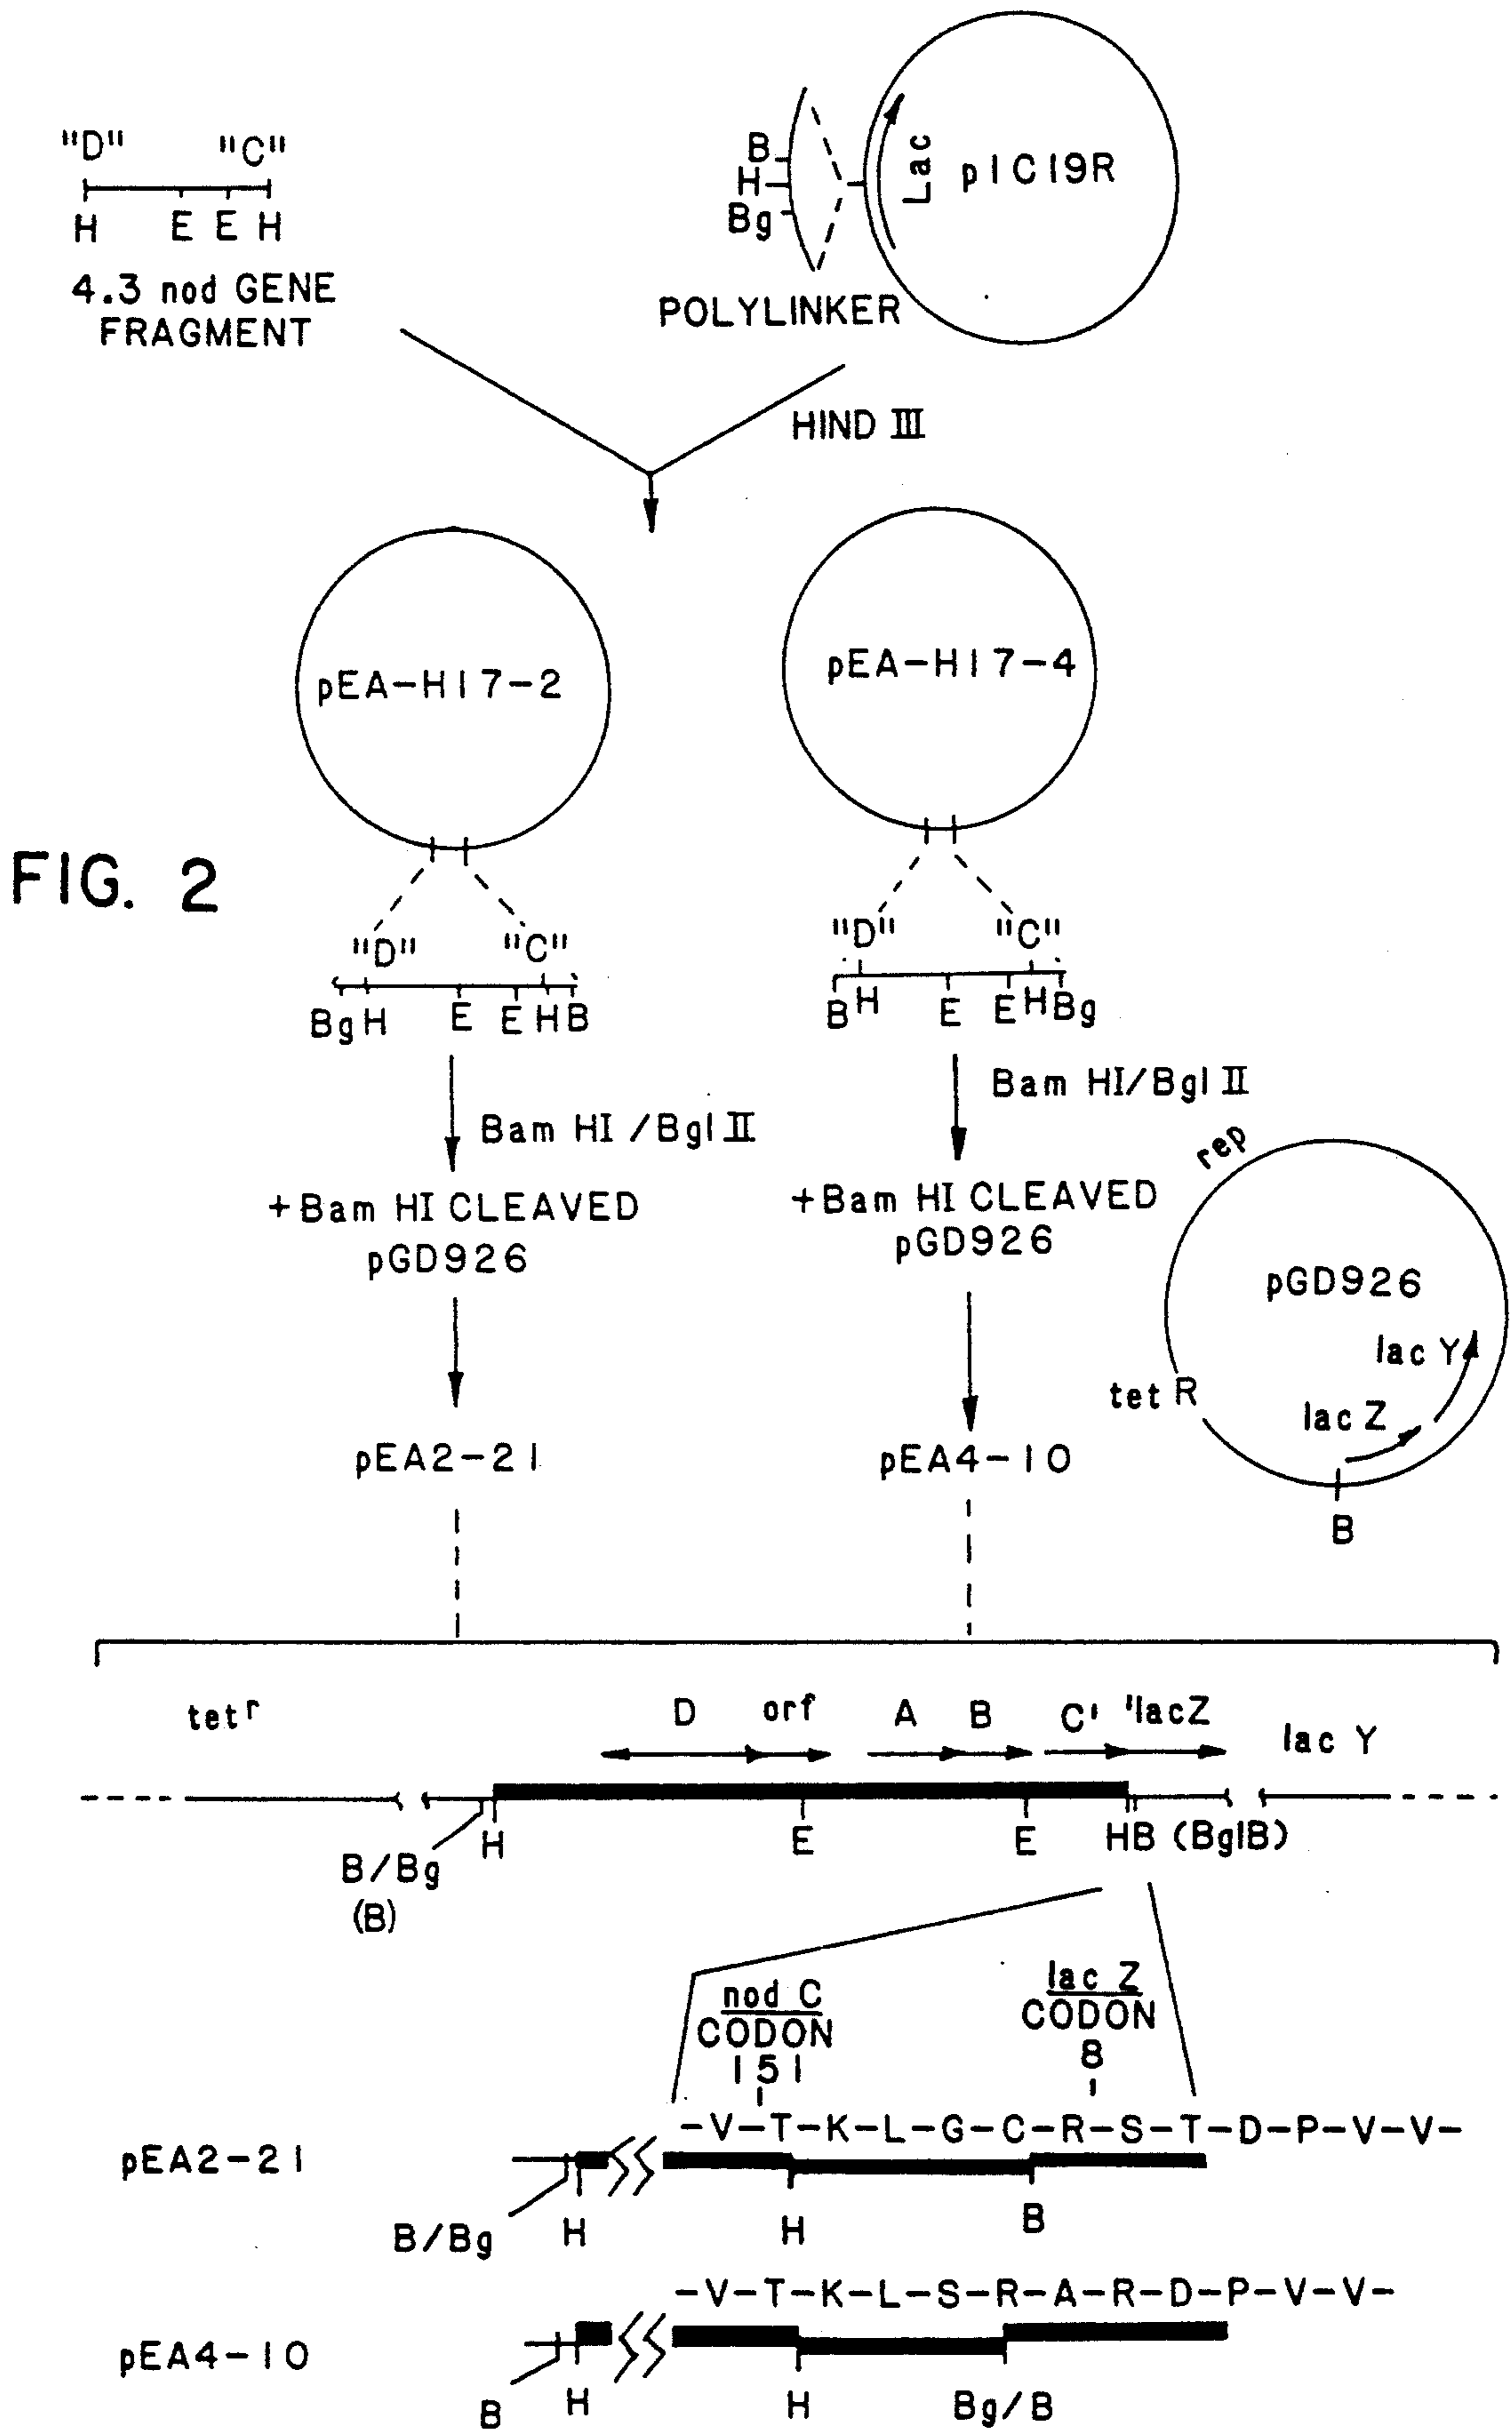 "D" "C"
H E E H
4.3 nod GENE
FRAGMENT
B
H
Bg
POLYLINKER
Lac
pIC19R
HIND III
pEA-H17-2
pEA-H17-4
FIG. 2
"D" "C"
Bg H E E H B
"D" "C"
B H E E H Bg
Bam HI /Bgl II
Bam HI/Bgl II
+Bam HI CLEAVED
pGD926
+Bam HI CLEAVED
pGD926
rep
pGD926
lac Y
tet R
lac Z
B
pEA2-21
pEA4-10
tet r D orf A B C' 'lacZ lac Y
B/Bg
(B)
H E E HB (BglB)
nod C
CODON
151
lac Z
CODON
8
-V-T-K-L-G-C-R-S-T-D-P-V-V-
pEA2-21
B/Bg H H B
-V-T-K-L-S-R-A-R-D-P-V-V-
pEA4-10
B H H Bg/B